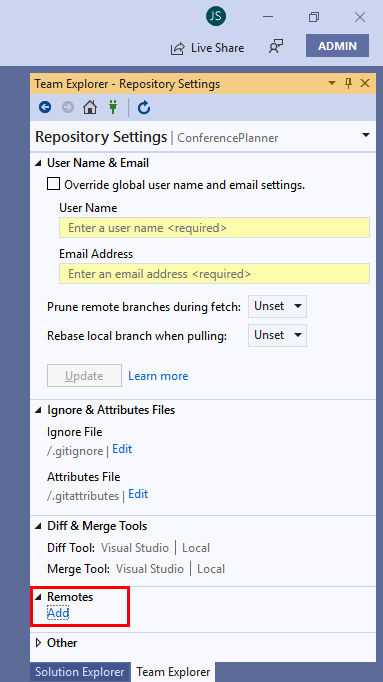 JS
Live Share
ADMIN
Team Explorer - Repository Settings
Repository Settings | ConferencePlanner
User Name & Email
Override global user name and email settings.
User Name
Enter a user name <required>
Email Address
Enter an email address <required>
Prune remote branches during fetch: Unset
Rebase local branch when pulling: Unset
Update Learn more
Ignore & Attributes Files
Ignore File
/.gitignore | Edit
Attributes File
/.gitattributes | Edit
Diff & Merge Tools
Diff Tool: Visual Studio | Local
Merge Tool: Visual Studio | Local
Remotes
Add
Other
Solution Explorer Team Explorer